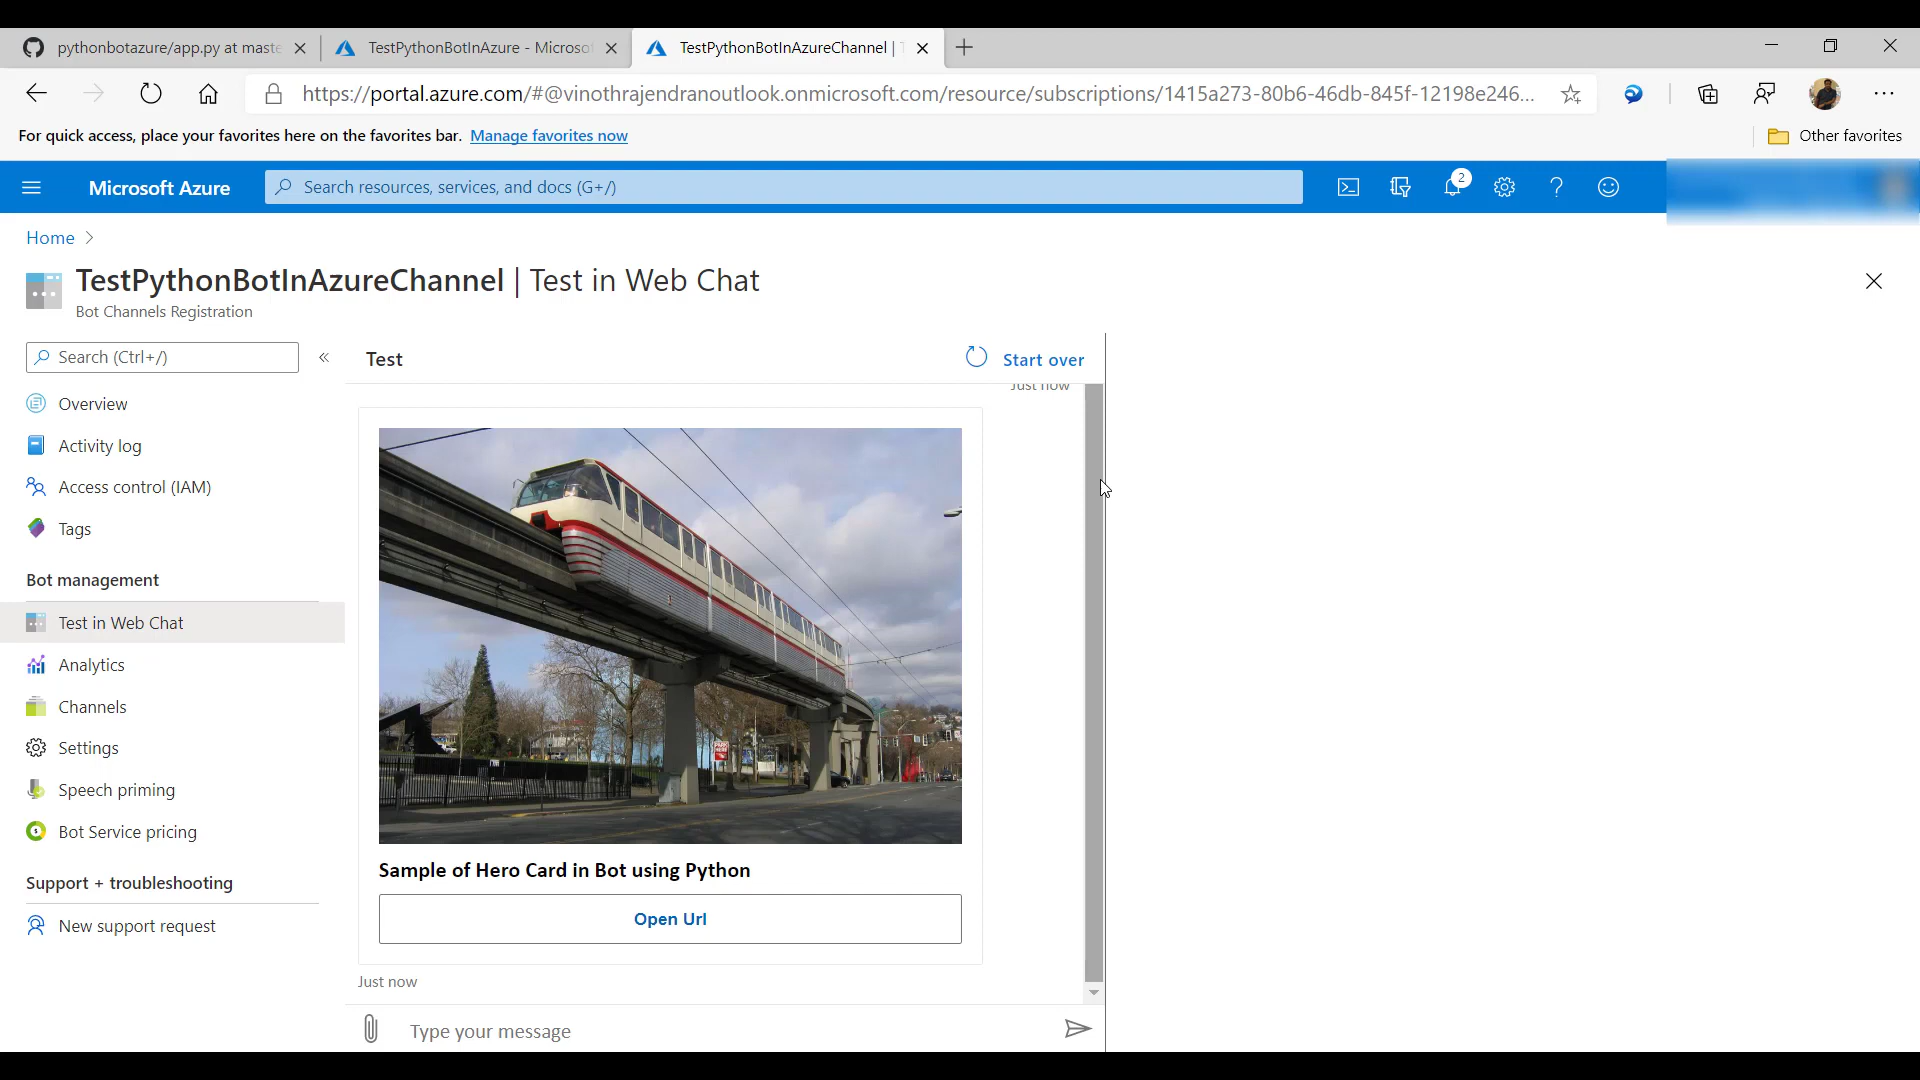 pythonbotazure/app.py at maste
TestPythonBotInAzure - Microso
TestPythonBotInAzureChannel |
https://portal.azure.com/#@vinothrajendranoutlook.onmicrosoft.com/resource/subscriptions/1415a273-80b6-46db-845f-12198e246...
For quick access, place your favorites here on the favorites bar. Manage favorites now
Other favorites
Microsoft Azure
Search resources, services, and docs (G+/)
2
Home
TestPythonBotInAzureChannel | Test in Web Chat
Bot Channels Registration
Search (Ctrl+/)
«
Overview
Activity log
Access control (IAM)
Tags
Bot management
Test in Web Chat
Analytics
Channels
Settings
Speech priming
Bot Service pricing
Support + troubleshooting
New support request
Test
Start over
Just now
Sample of Hero Card in Bot using Python
Open Url
Just now
Type your message